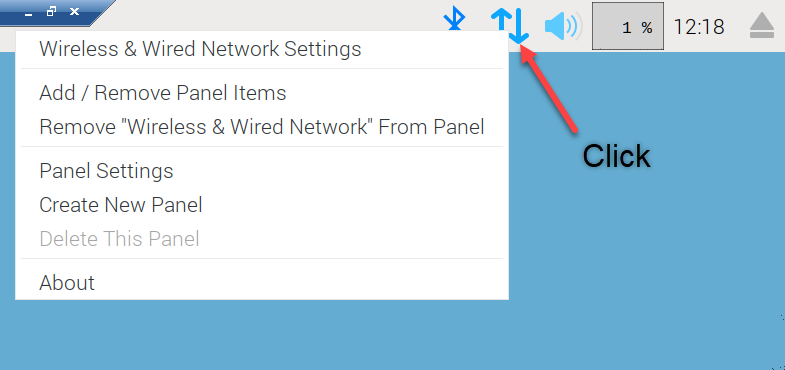 1 % 12:18
Wireless & Wired Network Settings
Add / Remove Panel Items
Remove "Wireless & Wired Network" From Panel
Click
Panel Settings
Create New Panel
Delete This Panel
About